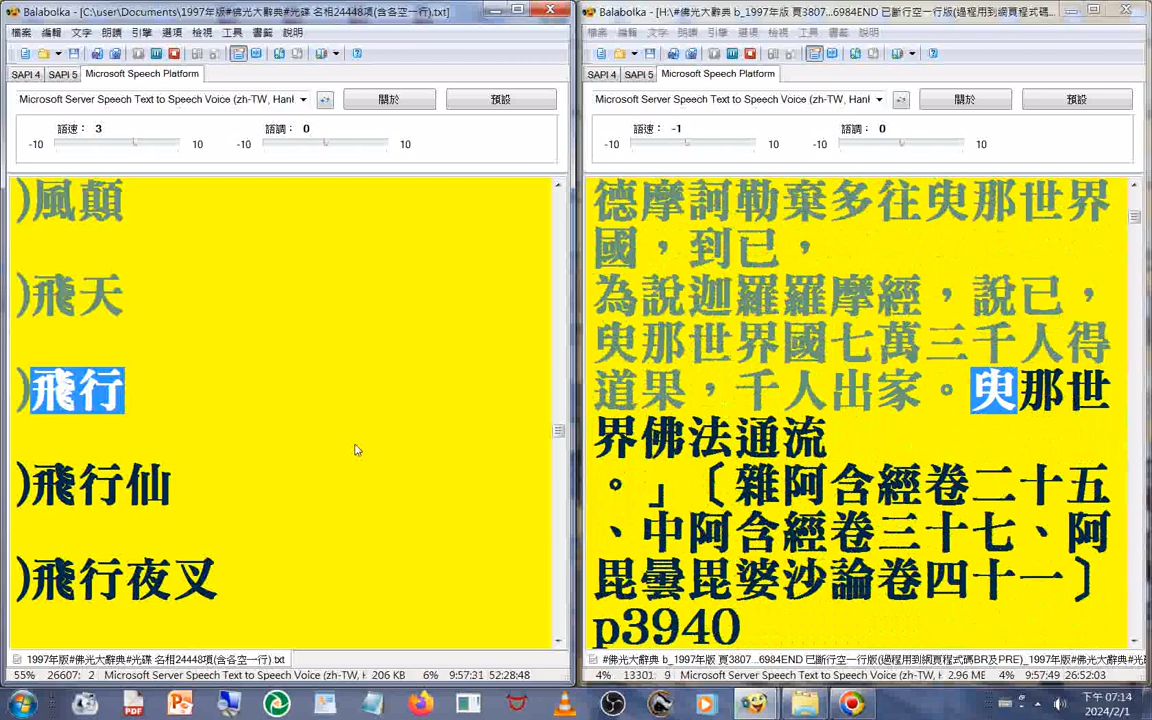 Balabolka - [C:\user\Documents\1997年版#佛光大辭典#光碟 名相24448項(含各空一行).txt]
檔案 編輯 文字 朗讀 引擎 選項 檢視 工具 書籤 說明
SAPI 4 SAPI 5 Microsoft Speech Platform
Microsoft Server Speech Text to Speech Voice (zh-TW, Hanl
關於 預設
語速： 3 語調： 0
-10 10 -10 10
)風顛
)飛天
)飛行
)飛行仙
)飛行夜叉
1997年版#佛光大辭典#光碟 名相24448項(含各空一行).txt
55% 26607: 2 Microsoft Server Speech Text to Speech Voice (zh-TW, H 206 KB 6% 9:57:31 52:28:48
Balabolka - [H:\#佛光大辭典 b_1997年版 頁3807...6984END 已斷行空一行版(過程用到網頁程式碼
檔案 編輯 文字 朗讀 引擎 選項 檢視 工具 書籤 說明
SAPI 4 SAPI 5 Microsoft Speech Platform
Microsoft Server Speech Text to Speech Voice (zh-TW, Hanl
關於 預設
語速： -1 語調： 0
-10 10 -10 10
德摩訶勒棄多往臾那世界
國，到已，
為說迦羅羅摩經，說已，
臾那世界國七萬三千人得
道果，千人出家。臾那世
界佛法通流
。」〔雜阿含經卷二十五
、中阿含經卷三十七、阿
毘曇毘婆沙論卷四十一〕
p3940
#佛光大辭典 b_1997年版 頁3807...6984END 已斷行空一行版(過程用到網頁程式碼BR及PRE)_1997年版#光
4% 13301: 9 Microsoft Server Speech Text to Speech Voice (zh-TW, H 2.96 ME 4% 9:57:49 26:52:03
下午 07:14
2024/2/1